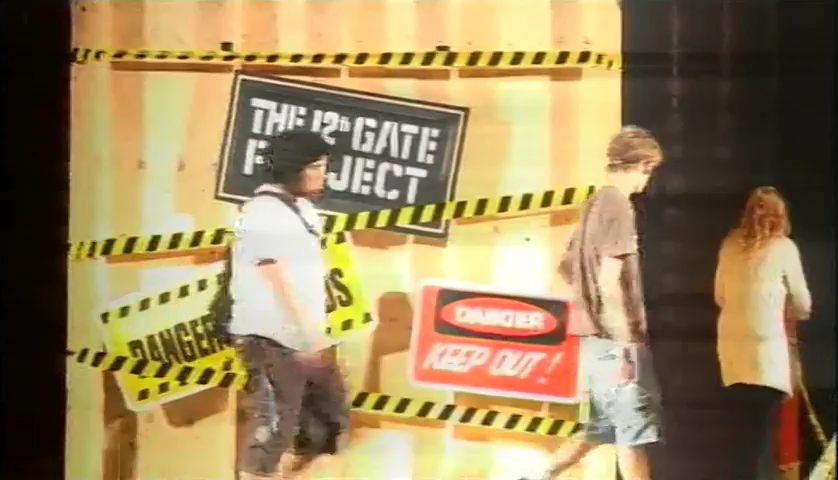 THE 12th GATE
PROJECT
DANGER
KEEP OUT!
DANGER